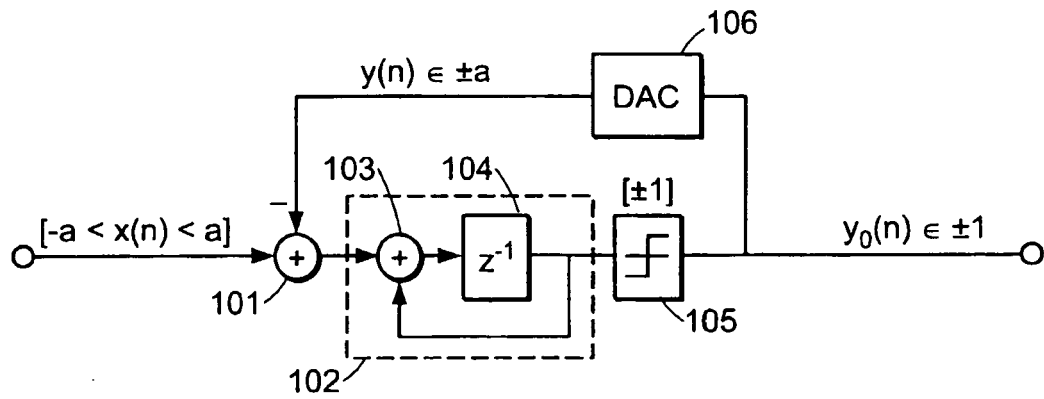 106
y(n) ∈ ±a
DAC
103
104
[±1]
–
[-a < x(n) < a]
y₀(n) ∈ ±1
+
+
z⁻¹
101
105
102